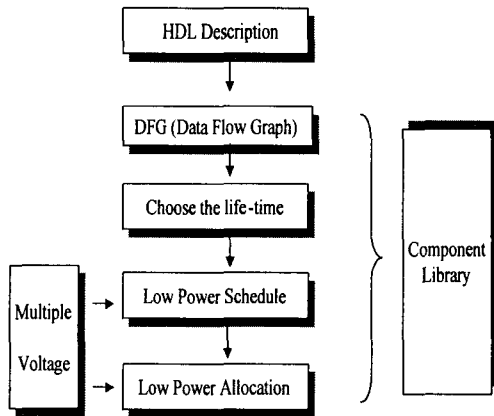 HDL Description
DFG (Data Flow Graph)
Choose the life-time
Low Power Schedule
Low Power Allocation
Multiple
Voltage
Component
Library